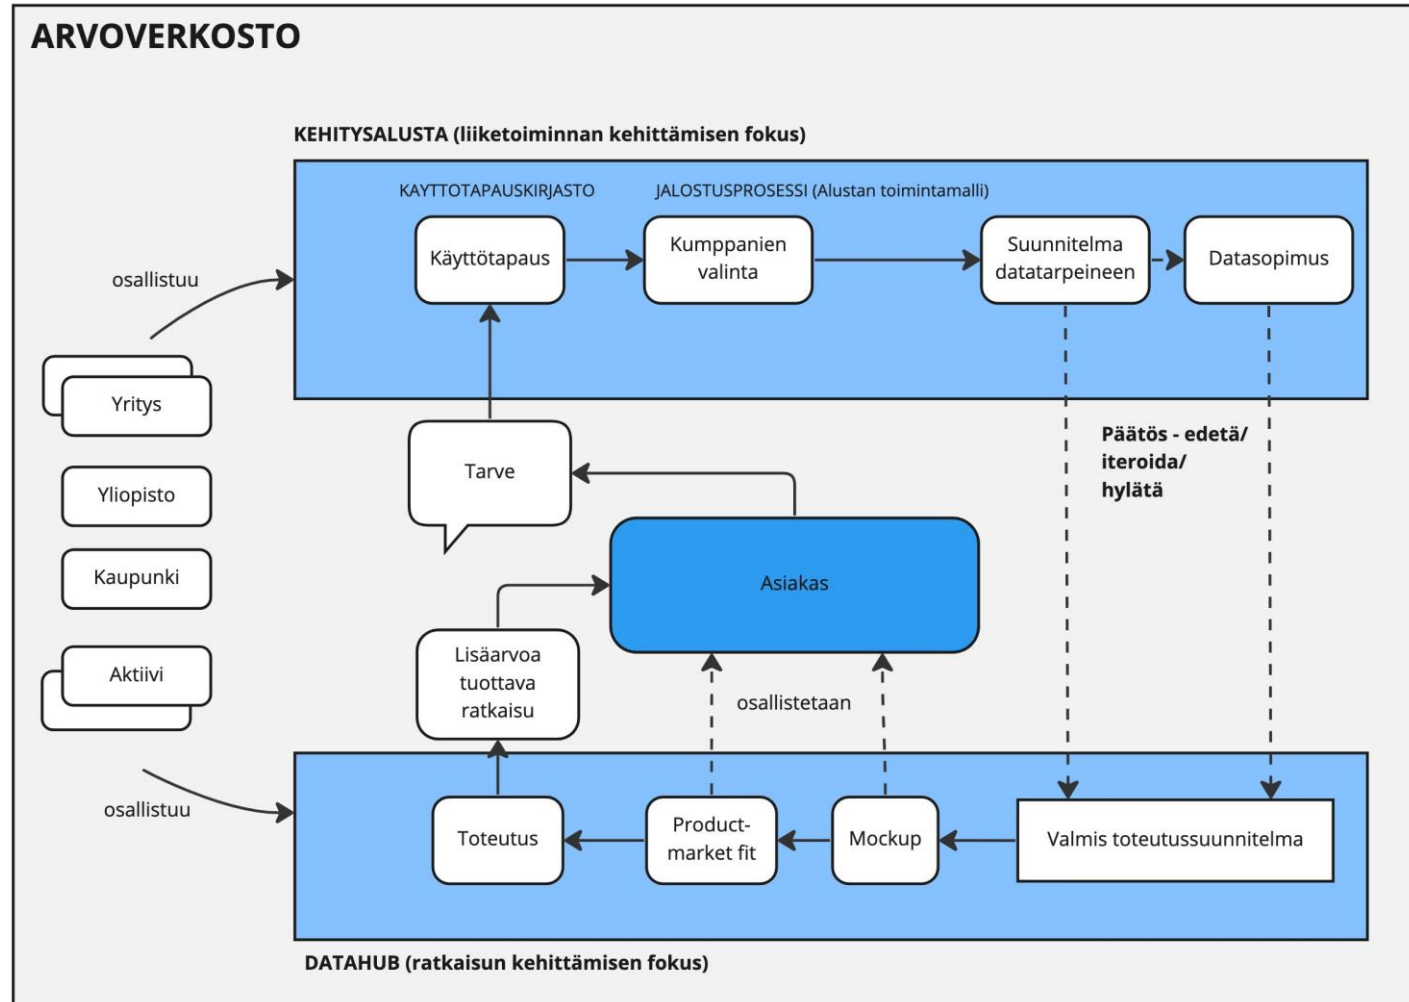 ARVOVERKOSTO
KEHITYSALUSTA (liiketoiminnan kehittämisen fokus)
KAYTTOTAPAUSKIRJASTO
JALOSTUSPROSESSI (Alustan toimintamalli)
Käyttötapaus
Kumppanien
valinta
Suunnitelma
datatarpeineen
Datasopimus
osallistuu
Yritys
Yliopisto
Kaupunki
Aktiivi
osallistuu
Tarve
Päätös - edetä/
iteroida/
hylätä
Asiakas
Lisäarvoa
tuottava
ratkaisu
osallistetaan
Toteutus
Product-
market fit
Mockup
Valmis toteutussuunnitelma
DATAHUB (ratkaisun kehittämisen fokus)